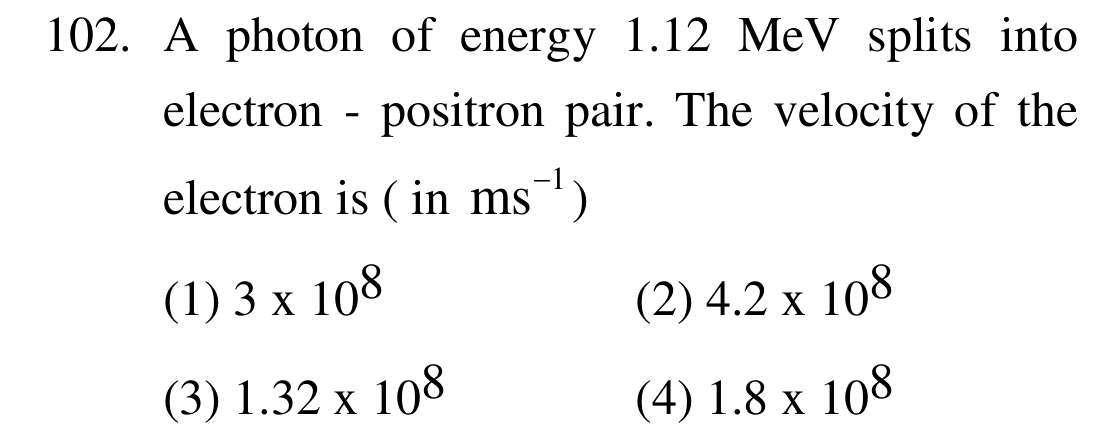 102. A photon of energy 1.12 MeV splits into
electron - positron pair. The velocity of the
electron is ( in ms⁻¹)
(1) 3 x 10⁸ (2) 4.2 x 10⁸
(3) 1.32 x 10⁸ (4) 1.8 x 10⁸